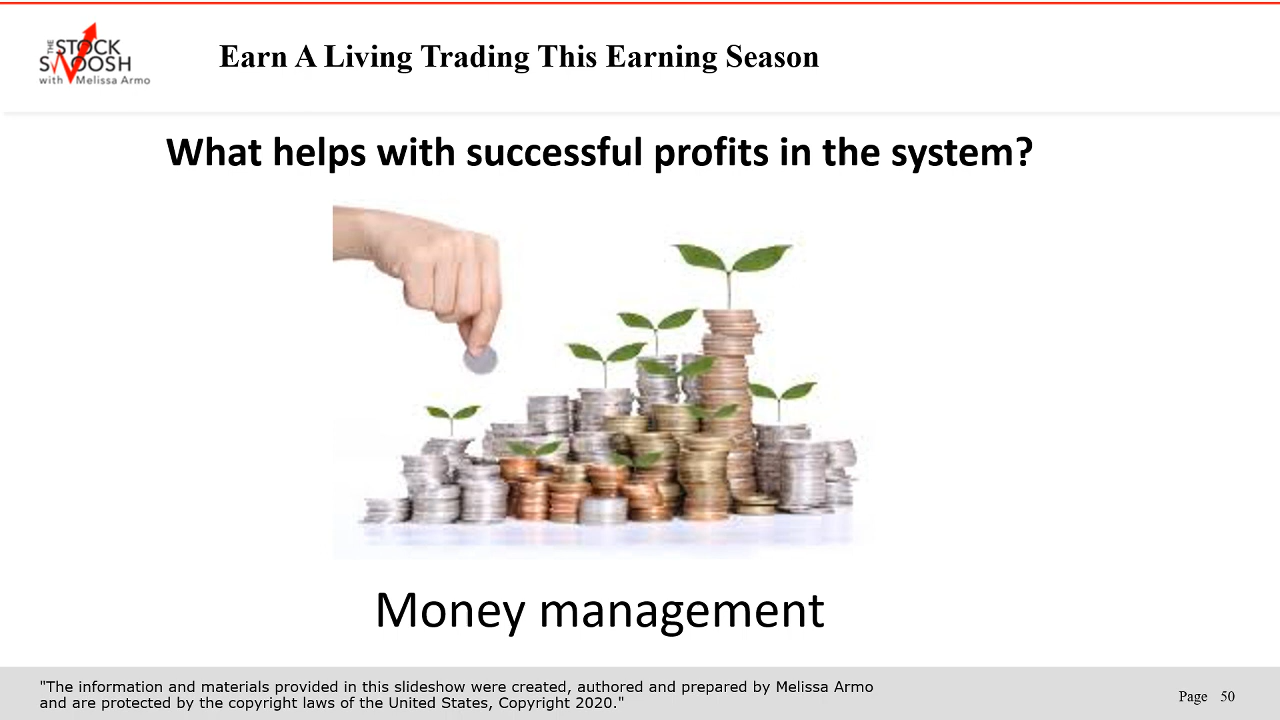 THE
STOCK
SWOOSH
with Melissa Armo
Earn A Living Trading This Earning Season
What helps with successful profits in the system?
Money management
"The information and materials provided in this slideshow were created, authored and prepared by Melissa Armo
and are protected by the copyright laws of the United States, Copyright 2020."
Page 50